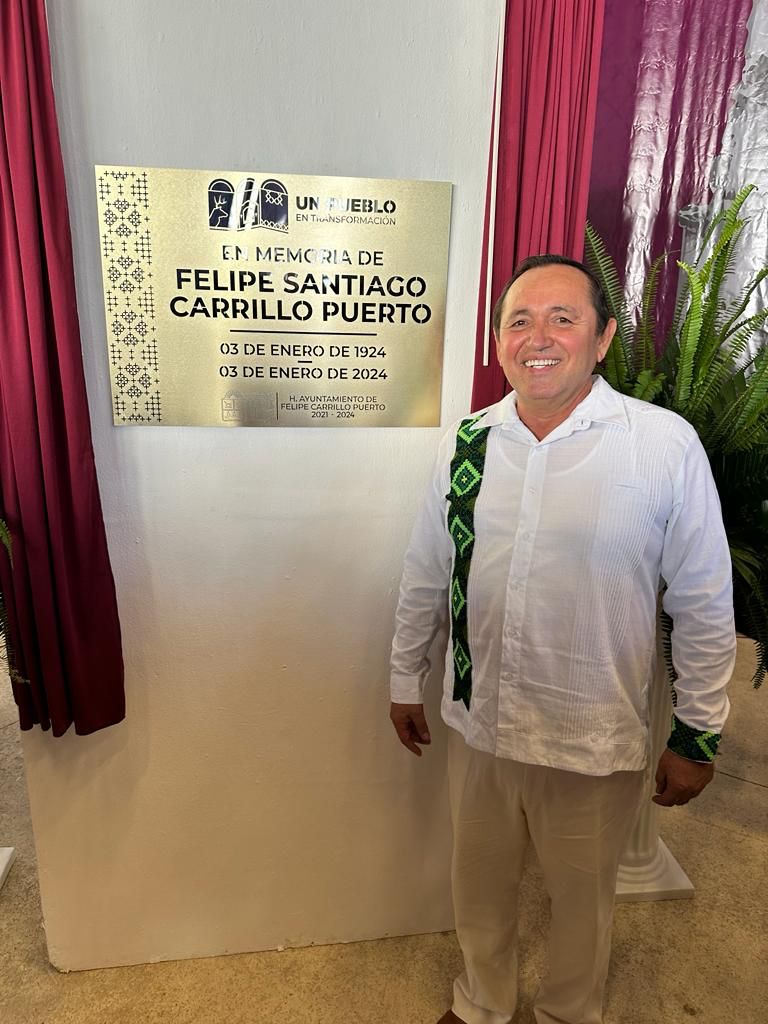 UN PUEBLO
EN TRANSFORMACIÓN
EN MEMORIA DE
FELIPE SANTIAGO
CARRILLO PUERTO
03 DE ENERO DE 1924
03 DE ENERO DE 2024
H. AYUNTAMIENTO DE
FELIPE CARRILLO PUERTO
2021 - 2024